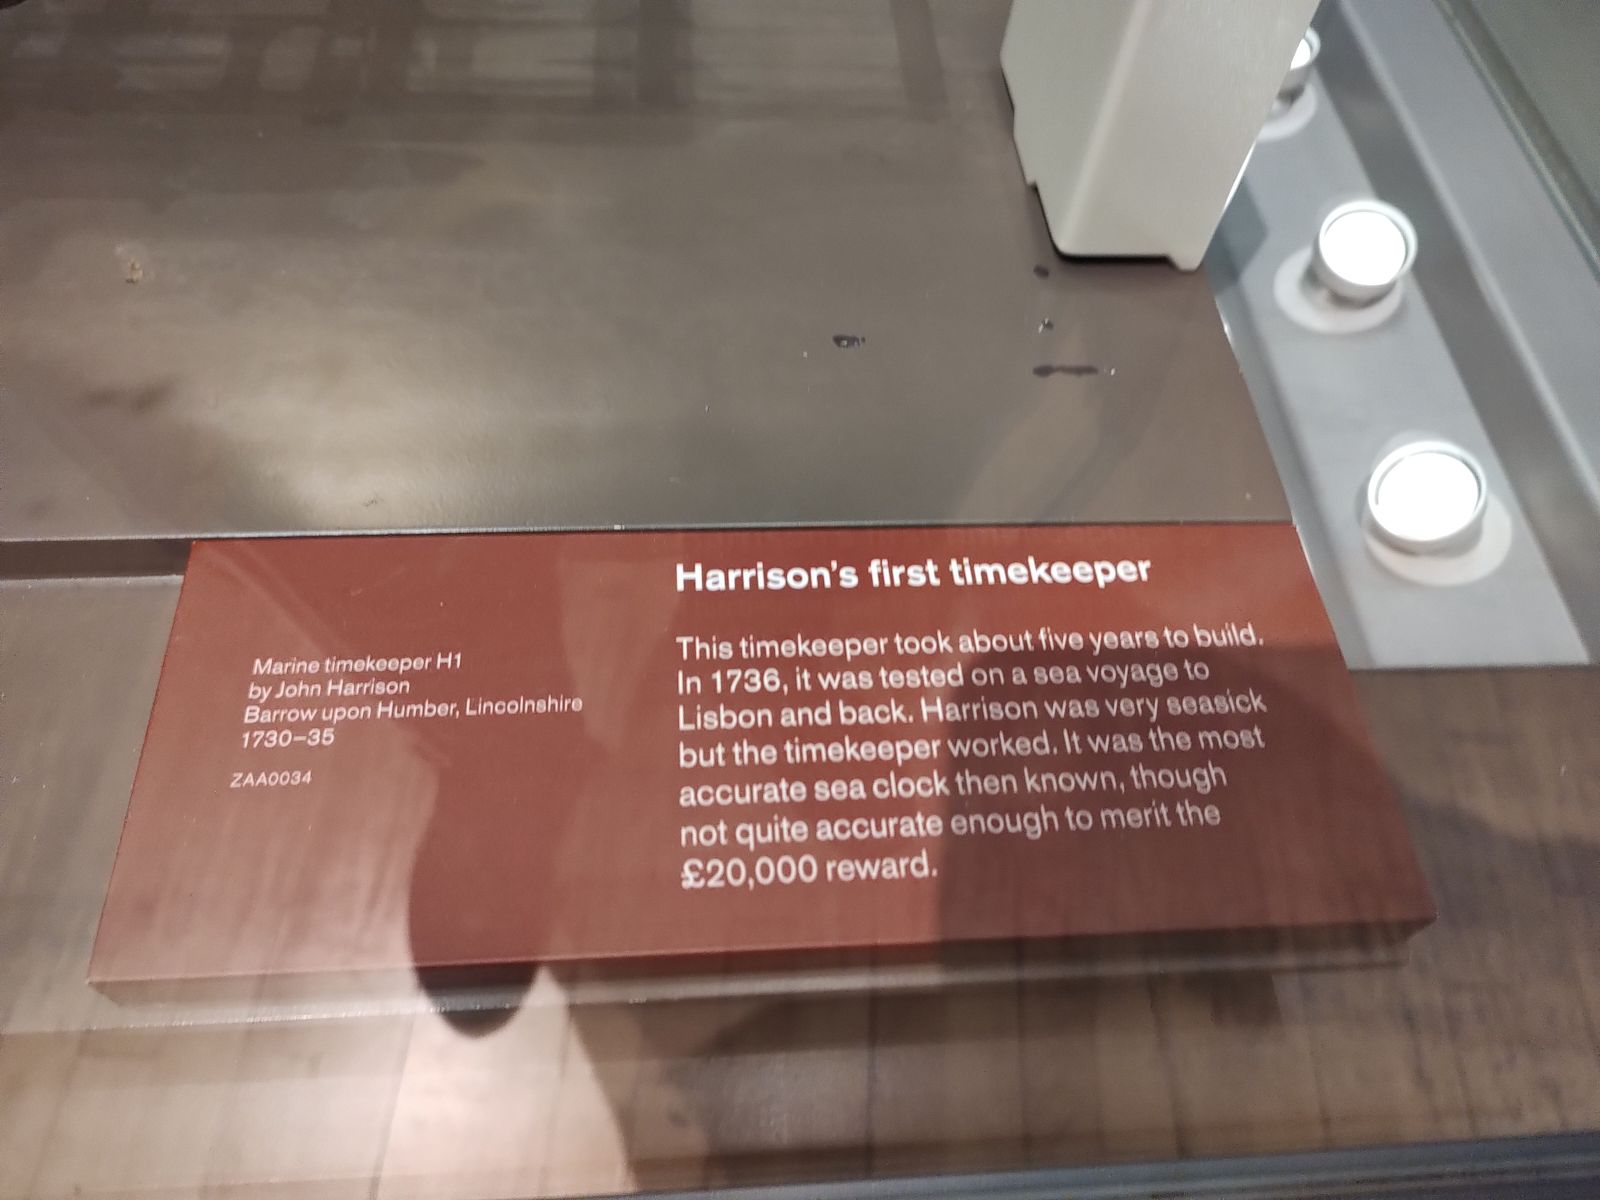 Harrison's first timekeeper
Marine timekeeper H1
by John Harrison
Barrow upon Humber, Lincolnshire
1730–35
ZAA0034
This timekeeper took about five years to build.
In 1736, it was tested on a sea voyage to
Lisbon and back. Harrison was very seasick
but the timekeeper worked. It was the most
accurate sea clock then known, though
not quite accurate enough to merit the
£20,000 reward.